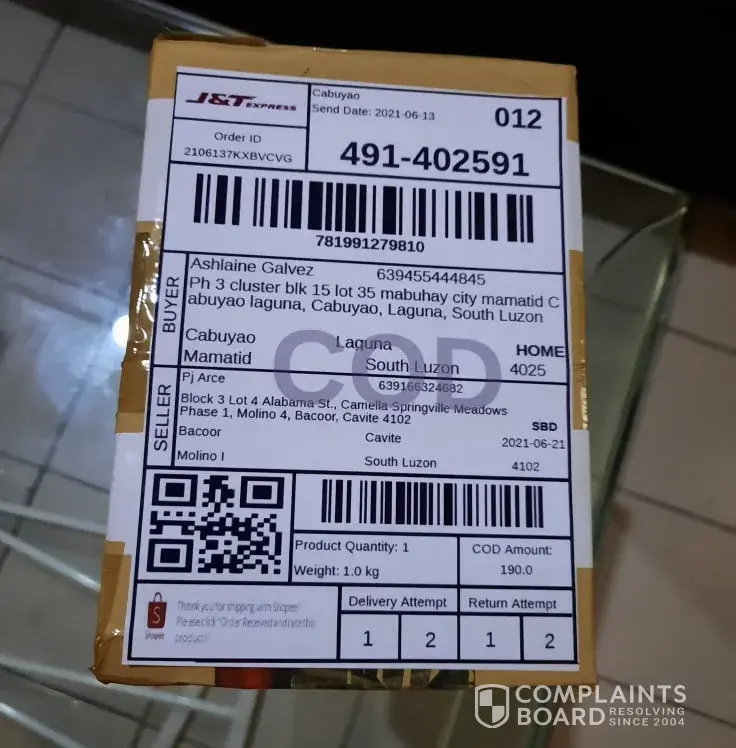 J&T EXPRESS
Cabuyao
Send Date: 2021-06-13
012
Order ID
2106137KXBVCVG
491-402591
781991279810
BUYER
Ashlaine Galvez 639455444845
Ph 3 cluster blk 15 lot 35 mabuhay city mamatid C
abuyao laguna, Cabuyao, Laguna, South Luzon
Cabuyao Laguna HOME
Mamatid South Luzon 4025
COD
SELLER
Pj Arce 639166324682
Block 3 Lot 4 Alabama St., Camella Springville Meadows
Phase 1, Molino 4, Bacoor, Cavite 4102
SBD
Bacoor Cavite 2021-06-21
Molino I South Luzon 4102
Product Quantity: 1
Weight: 1.0 kg
COD Amount:
190.0
Shopee
Thank you for shipping with Shopee!
Please click "Order Received and rate this
product!!
Delivery Attempt Return Attempt
1 2 1 2
COMPLAINTS
BOARD RESOLVING
SINCE 2004